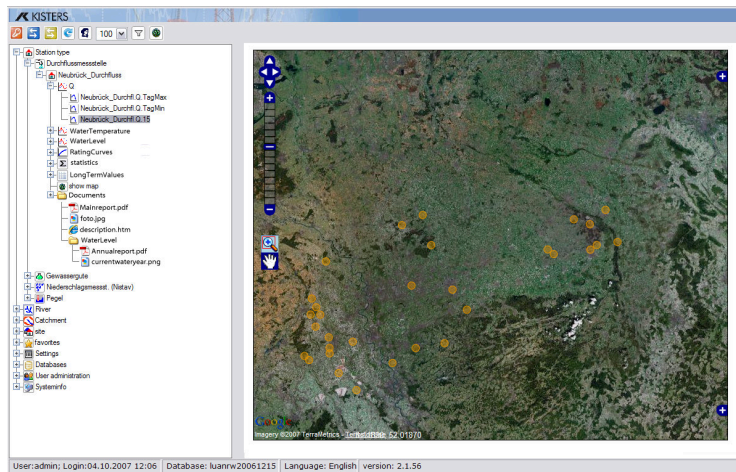 KISTERS
100
Station type
Durchflussmessstelle
Neubrück_Durchfluss
Q
Neubrück_Durchfl.Q.TagMax
Neubrück_Durchfl.Q.TagMin
Neubrück_Durchfl.Q.15
WaterTemperature
WaterLevel
RatingCurves
statistics
LongTermValues
show map
Documents
Mainreport.pdf
foto.jpg
description.htm
WaterLevel
Annualreport.pdf
currentwateryear.png
Gewassergute
Niederschlagsmessst. (Nistav)
Pegel
River
Catchment
site
favorites
Settings
Databases
User administration
Systeminfo
Google
Imagery ©2007 TerraMetrics - 52.01870
User:admin; Login:04.10.2007 12:06 Database: luanrw20061215 Language: English version: 2.1.56